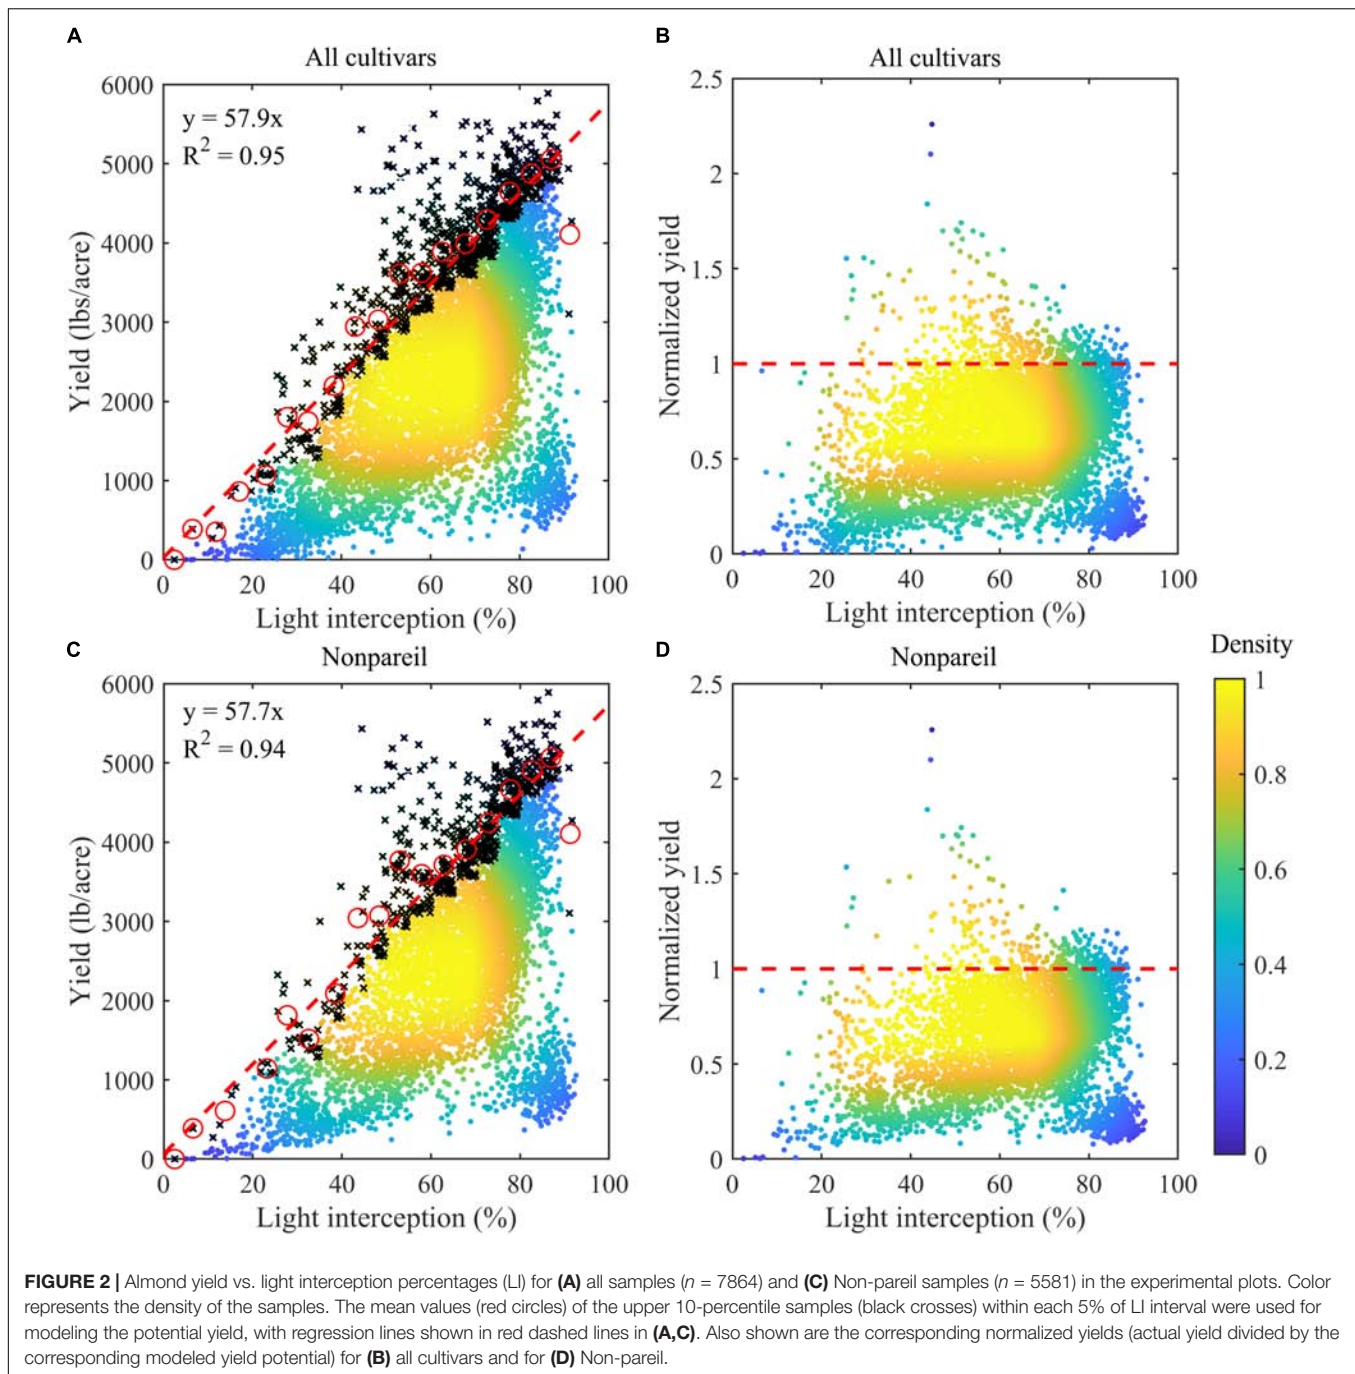 A
All cultivars
y = 57.9x
R2 = 0.95
Yield (lbs/acre)
6000
5000
4000
3000
2000
1000
0
0 20 40 60 80 100
Light interception (%)
B
All cultivars
Normalized yield
2.5
2
1.5
1
0.5
0
0 20 40 60 80 100
Light interception (%)
C
Nonpareil
y = 57.7x
R2 = 0.94
Yield (lb/acre)
6000
5000
4000
3000
2000
1000
0
0 20 40 60 80 100
Light interception (%)
D
Nonpareil
Normalized yield
2.5
2
1.5
1
0.5
0
0 20 40 60 80 100
Light interception (%)
Density
1
0.8
0.6
0.4
0.2
0
FIGURE 2 | Almond yield vs. light interception percentages (LI) for (A) all samples (n = 7864) and (C) Non-pareil samples (n = 5581) in the experimental plots. Color
represents the density of the samples. The mean values (red circles) of the upper 10-percentile samples (black crosses) within each 5% of LI interval were used for
modeling the potential yield, with regression lines shown in red dashed lines in (A,C). Also shown are the corresponding normalized yields (actual yield divided by the
corresponding modeled yield potential) for (B) all cultivars and for (D) Non-pareil.